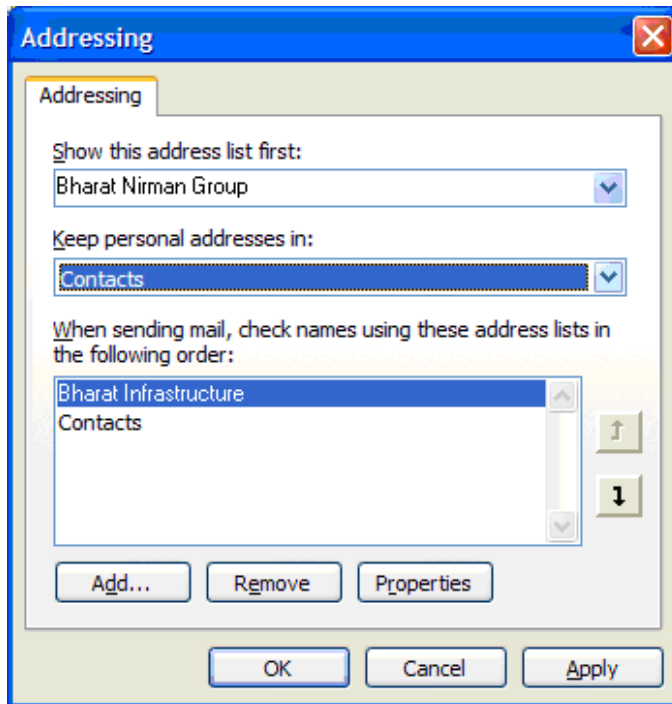 Addressing
Addressing
Show this address list first:
Bharat Nirman Group
Keep personal addresses in:
Contacts
When sending mail, check names using these address lists in
the following order:
Bharat Infrastructure
Contacts
Add... Remove Properties
OK Cancel Apply